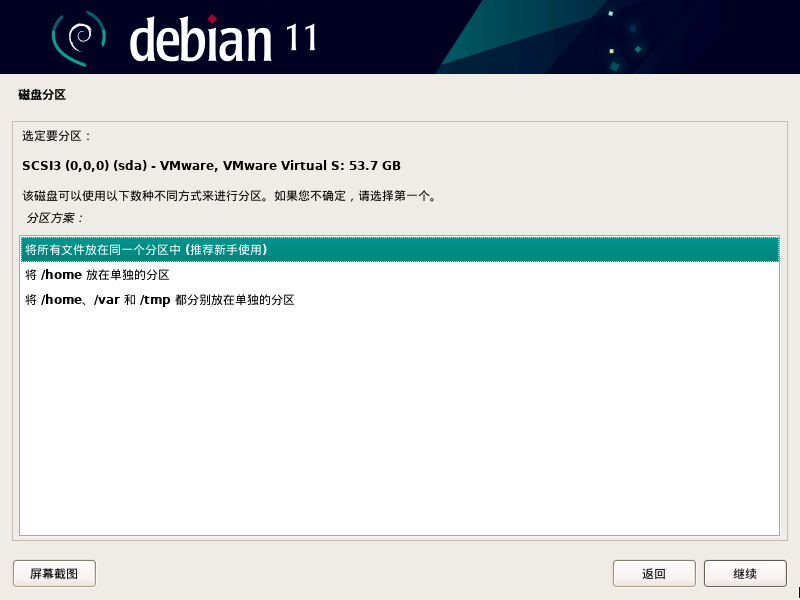 debian 11
磁盘分区
选定要分区：
SCSI3 (0,0,0) (sda) - VMware, VMware Virtual S: 53.7 GB
该磁盘可以使用以下数种不同方式来进行分区。如果您不确定，请选择第一个。
分区方案：
将所有文件放在同一个分区中 (推荐新手使用)
将 /home 放在单独的分区
将 /home、/var 和 /tmp 都分别放在单独的分区
屏幕截图
返回
继续